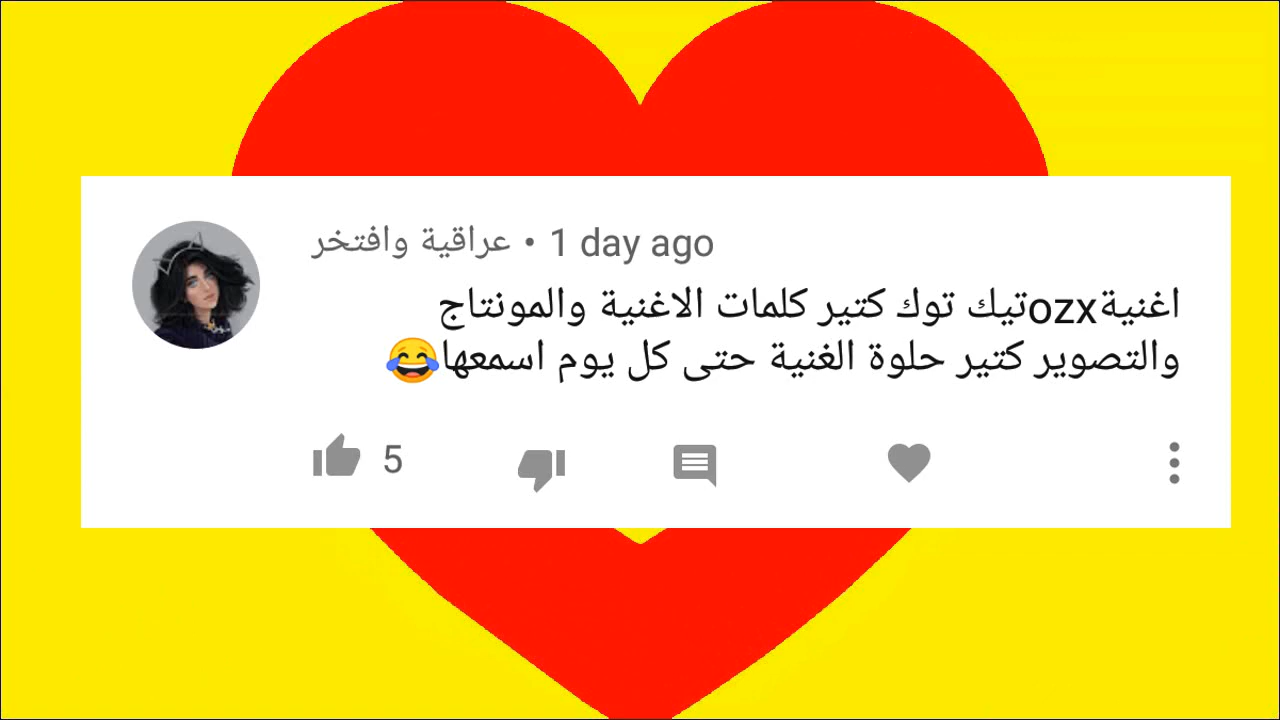 عراقية وافتخر • 1 day ago
اغنيةozxتيك توك كتير كلمات الاغنية والمونتاج
والتصوير كتير حلوة الغنية حتى كل يوم اسمعها😂
5